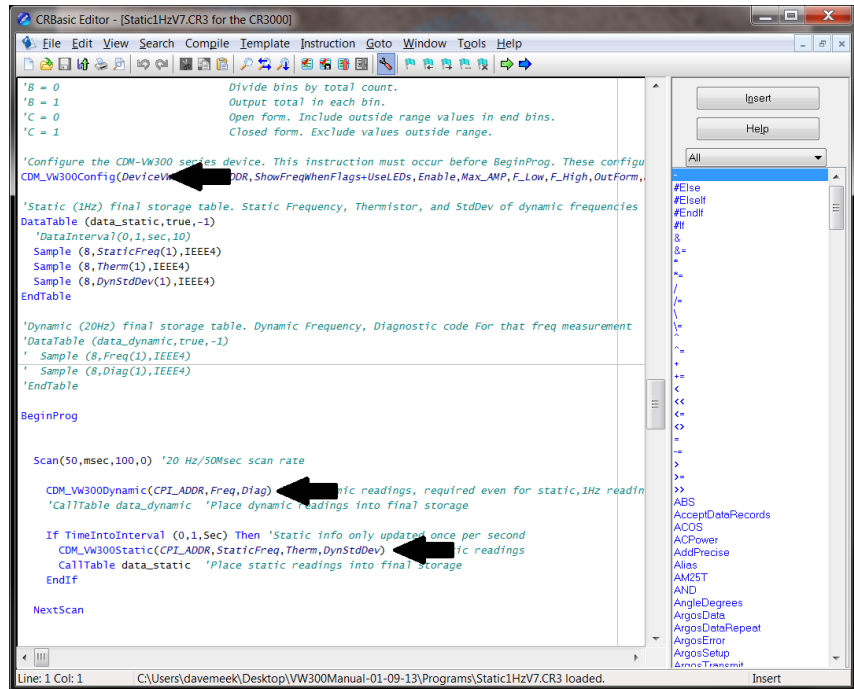 CRBasic Editor - [Static1HzV7.CR3 for the CR3000]
File Edit View Search Compile Template Instruction Goto Window Tools Help
'B = 0 Divide bins by total count.
'B = 1 Output total in each bin.
'C = 0 Open form. Include outside range values in end bins.
'C = 1 Closed form. Exclude values outside range.
'Configure the CDM-VW300 series device. This instruction must occur before BeginProg. These configu
CDM_VW300Config(DeviceVW DDR,ShowFreqWhenFlags+UseLEDs,Enable,Max_AMP,F_Low,F_High,OutForm,
'Static (1Hz) final storage table. Static Frequency, Thermistor, and StdDev of dynamic frequencies
DataTable (data_static,true,-1)
'DataInterval(0,1,sec,10)
Sample (8,StaticFreq(1),IEEE4)
Sample (8,Therm(1),IEEE4)
Sample (8,DynStdDev(1),IEEE4)
EndTable
'Dynamic (20Hz) final storage table. Dynamic Frequency, Diagnostic code For that freq measurement
'DataTable (data_dynamic,true,-1)
' Sample (8,Freq(1),IEEE4)
' Sample (8,Diag(1),IEEE4)
'EndTable
BeginProg
Scan(50,msec,100,0) '20 Hz/50Msec scan rate
CDM_VW300Dynamic(CPI_ADDR,Freq,Diag) mic readings, required even for static,1Hz readin
'CallTable data_dynamic 'Place dynamic readings into final storage
If TimeIntoInterval (0,1,Sec) Then 'Static info only updated once per second
CDM_VW300Static(CPI_ADDR,StaticFreq,Therm,DynStdDev) tic readings
CallTable data_static 'Place static readings into final storage
EndIf
NextScan
Insert
Help
All
-
#Else
#ElseIf
#EndIf
#If
&
&=
*
*=
/
/=
\
\=
^
^=
+
+=
<
<<
<=
<>
=
-=
>
>=
>>
ABS
AcceptDataRecords
ACOS
ACPower
AddPrecise
Alias
AM25T
AND
AngleDegrees
ArgosData
ArgosDataRepeat
ArgosError
ArgosSetup
ArgosTransmit
Line: 1 Col: 1 C:\Users\davemeek\Desktop\VW300Manual-01-09-13\Programs\Static1HzV7.CR3 loaded. Insert